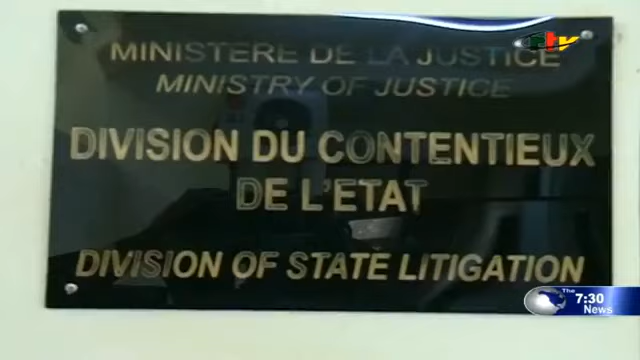 MINISTERE DE LA JUSTICE
MINISTRY OF JUSTICE
DIVISION DU CONTENTIEUX
DE L'ETAT
DIVISION OF STATE LITIGATION
The
7:30
News